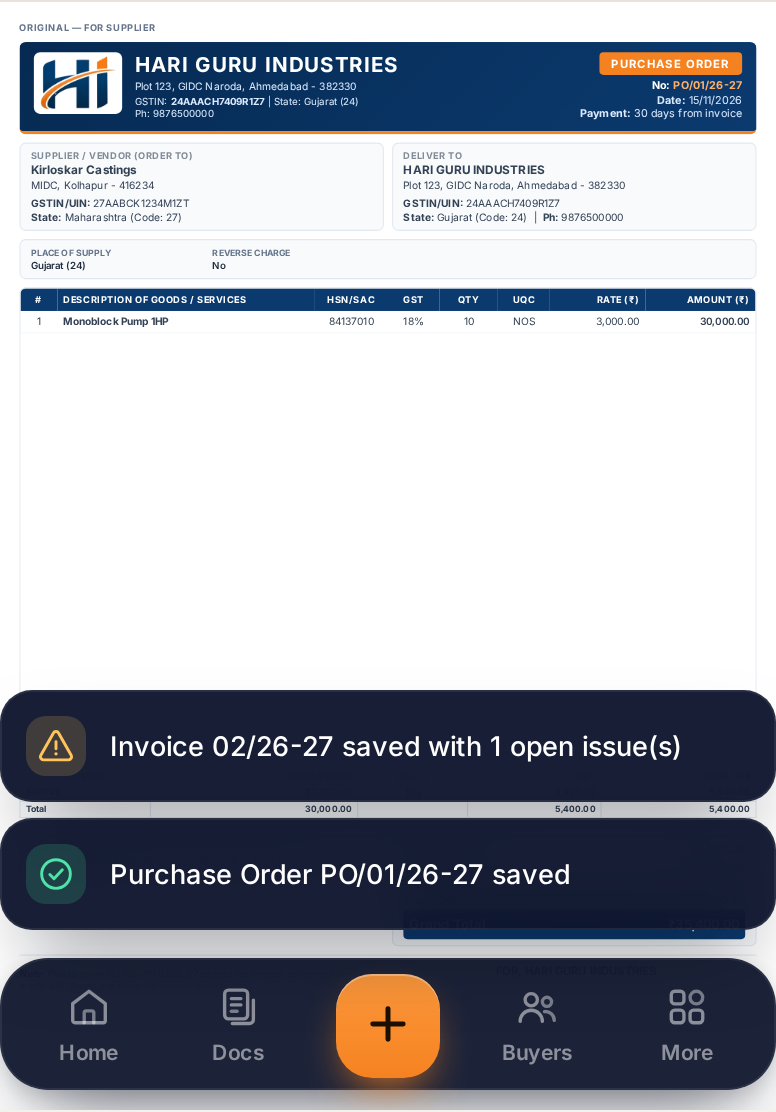 ORIGINAL — FOR SUPPLIER
Hi
HARI GURU INDUSTRIES
Plot 123, GIDC Naroda, Ahmedabad - 382330
GSTIN: 24AAACH7409R1Z7 | State: Gujarat (24)
Ph: 9876500000
PURCHASE ORDER
No: PO/01/26-27
Date: 15/11/2026
Payment: 30 days from invoice
SUPPLIER / VENDOR (ORDER TO)
Kirloskar Castings
MIDC, Kolhapur - 416234
GSTIN/UIN: 27AABCK1234M1ZT
State: Maharashtra (Code: 27)
DELIVER TO
HARI GURU INDUSTRIES
Plot 123, GIDC Naroda, Ahmedabad - 382330
GSTIN/UIN: 24AAACH7409R1Z7
State: Gujarat (Code: 24) | Ph: 9876500000
PLACE OF SUPPLY
Gujarat (24)
REVERSE CHARGE
No
# DESCRIPTION OF GOODS / SERVICES HSN/SAC GST QTY UQC RATE (₹) AMOUNT (₹)
1 Monoblock Pump 1HP 84137010 18% 10 NOS 3,000.00 30,000.00
Invoice 02/26-27 saved with 1 open issue(s)
Total 30,000.00 5,400.00 5,400.00
Purchase Order PO/01/26-27 saved
Grand Total
FOR, HARI GURU INDUSTRIES
Home
Docs
Buyers
More